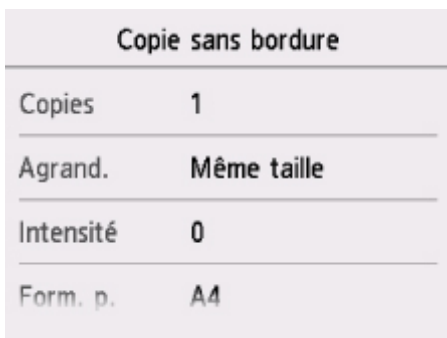 Copie sans bordure
Copies 1
Agrand. Même taille
Intensité 0
Form. p. A4